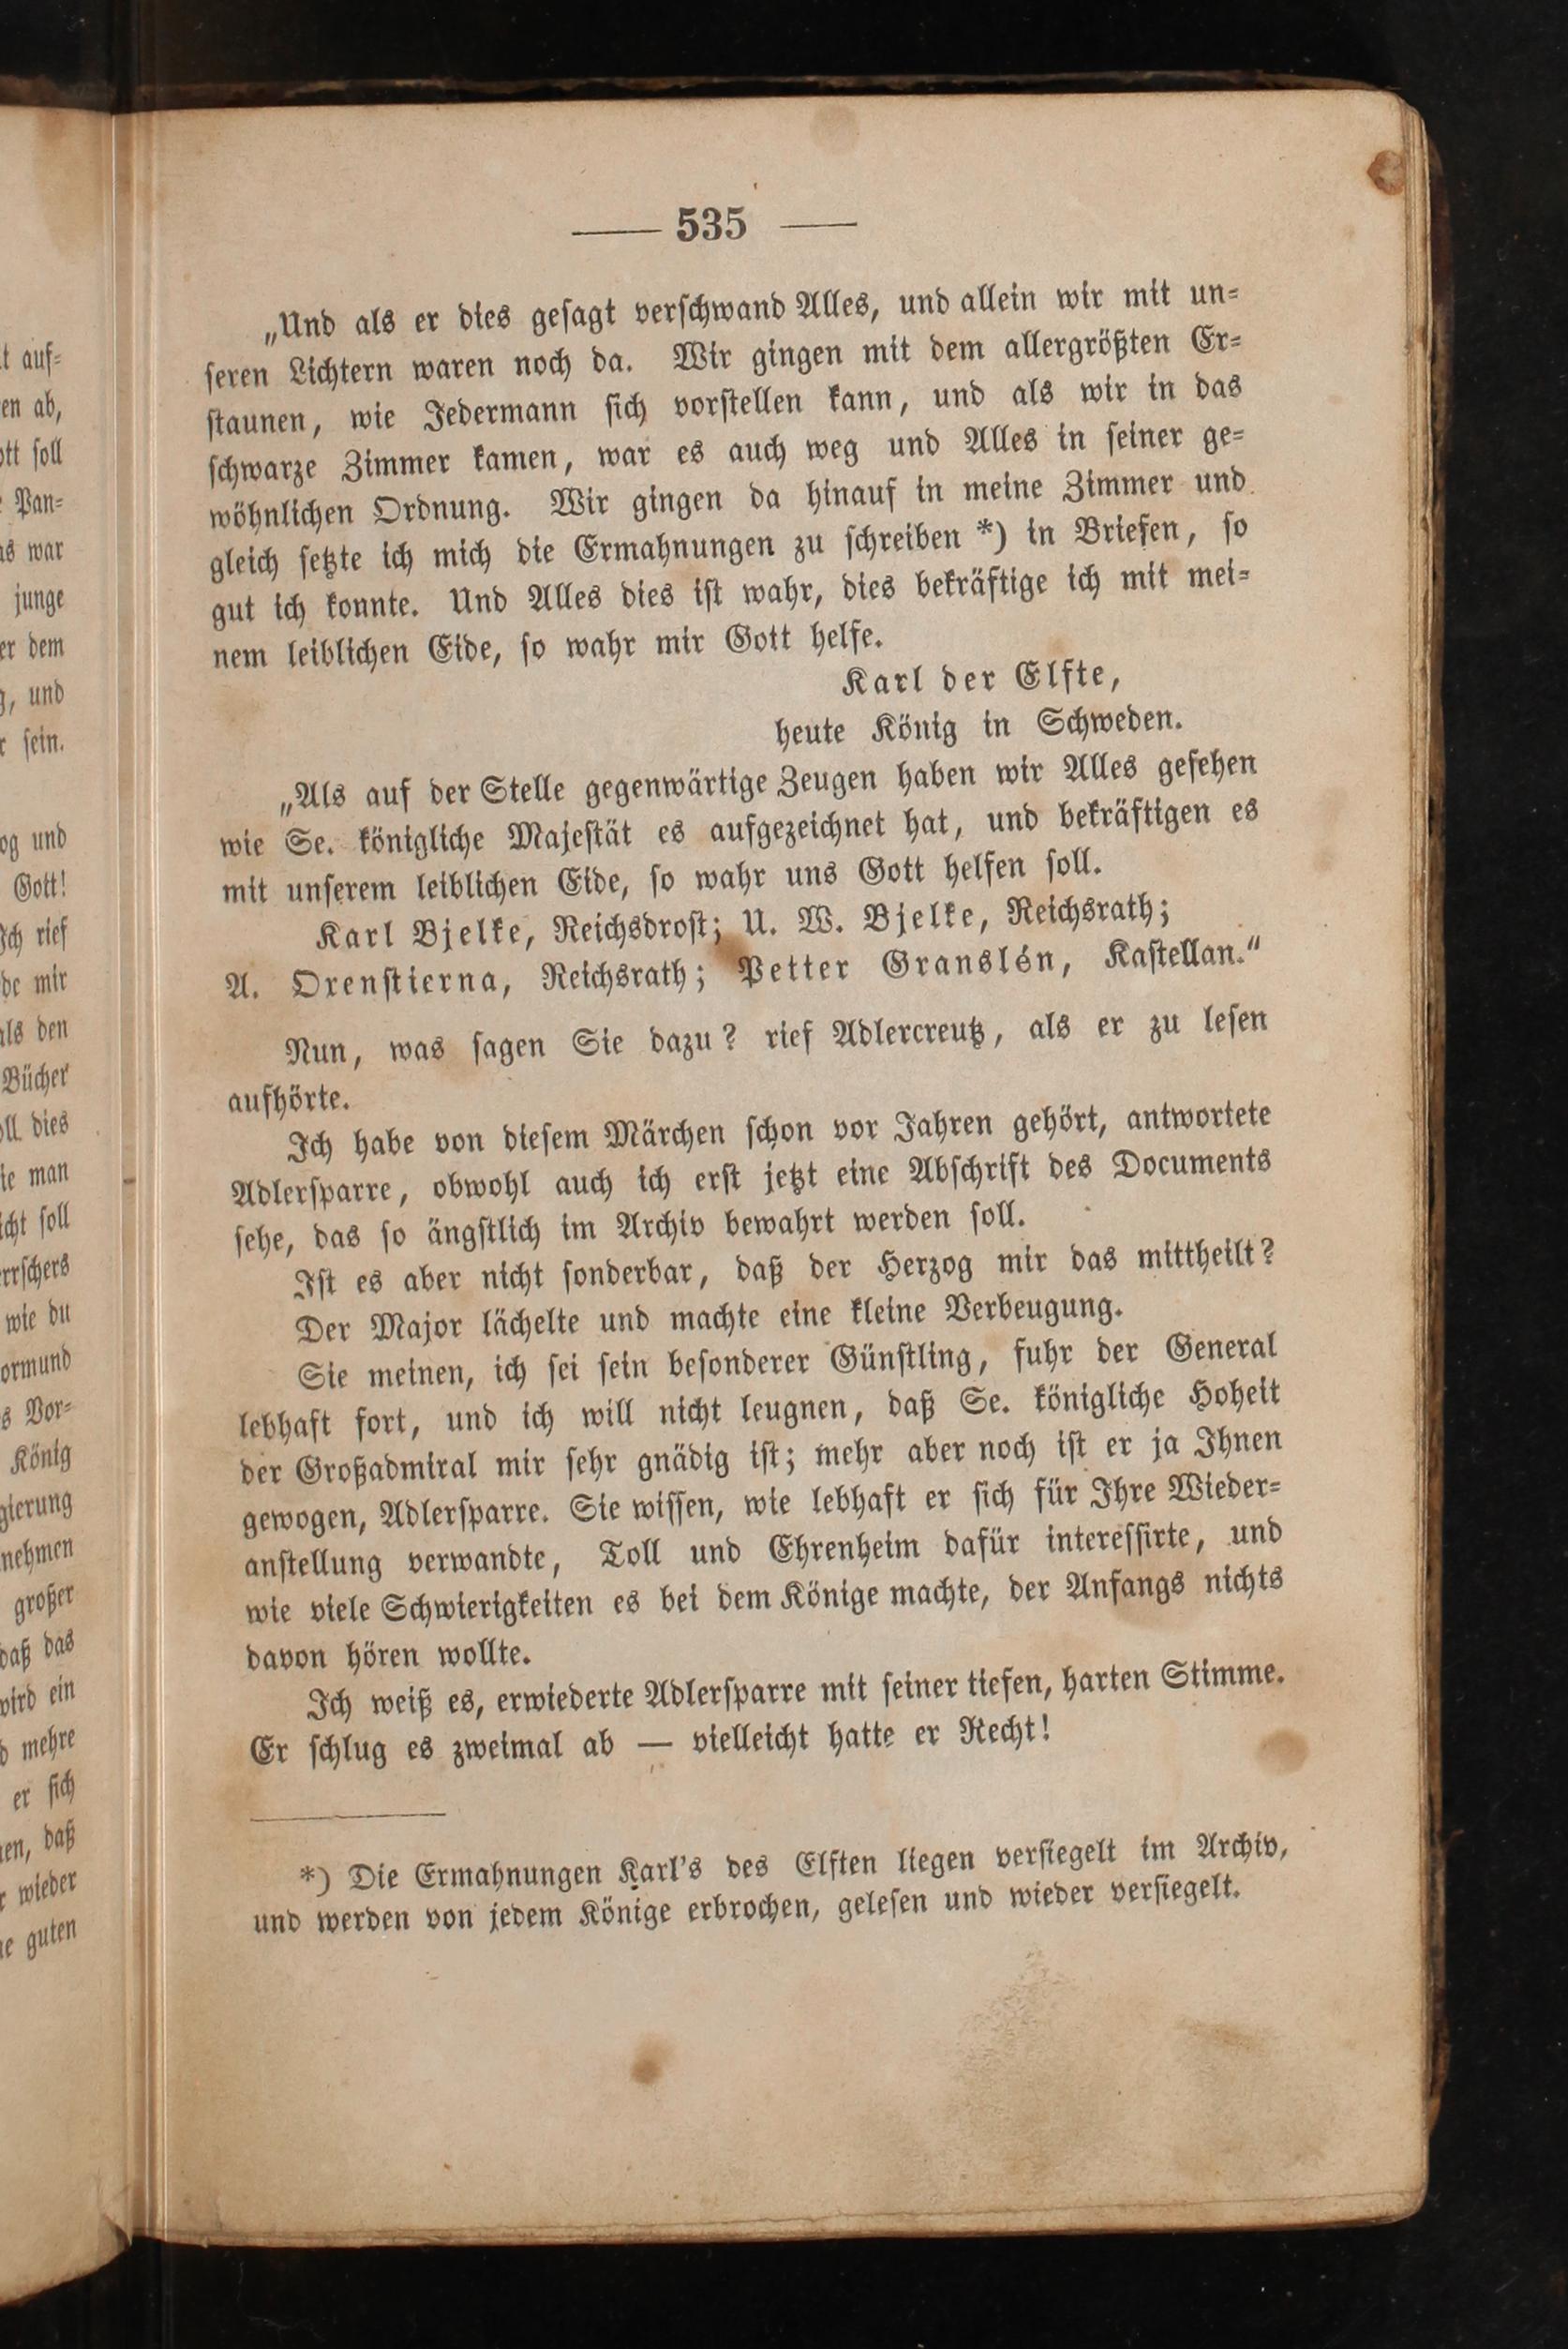 — 535 —
„Und als er dies geſagt verſchwand Alles, und allein wir mit un-
ſeren Lichtern waren noch da. Wir gingen mit dem allergrößten Er-
ſtaunen, wie Jedermann ſich vorſtellen kann, und als wir in das
ſchwarze Zimmer kamen, war es auch weg und Alles in ſeiner ge-
wöhnlichen Ordnung. Wir gingen da hinauf in meine Zimmer und
gleich ſetzte ich mich die Ermahnungen zu ſchreiben *) in Briefen, ſo
gut ich konnte. Und Alles dies iſt wahr, dies bekräftige ich mit mei-
nem leiblichen Eide, ſo wahr mir Gott helfe.
Karl der Elfte,
heute König in Schweden.
„Als auf der Stelle gegenwärtige Zeugen haben wir Alles geſehen
wie Se. königliche Majeſtät es aufgezeichnet hat, und bekräftigen es
mit unſerem leiblichen Eide, ſo wahr uns Gott helfen ſoll.
Karl Bjelke, Reichsdroſt; U. W. Bjelke, Reichsrath;
A. Oxenſtierna, Reichsrath; Petter Granslén, Kaſtellan.“
Nun, was ſagen Sie dazu? rief Adlercreutz, als er zu leſen
aufhörte.
Ich habe von dieſem Märchen ſchon vor Jahren gehört, antwortete
Adlerſparre, obwohl auch ich erſt jetzt eine Abſchrift des Documents
ſehe, das ſo ängſtlich im Archiv bewahrt werden ſoll.
Iſt es aber nicht ſonderbar, daß der Herzog mir das mittheilt?
Der Major lächelte und machte eine kleine Verbeugung.
Sie meinen, ich ſei ſein beſonderer Günſtling, fuhr der General
lebhaft fort, und ich will nicht leugnen, daß Se. königliche Hoheit
der Großadmiral mir ſehr gnädig iſt; mehr aber noch iſt er ja Ihnen
gewogen, Adlerſparre. Sie wiſſen, wie lebhaft er ſich für Ihre Wieder-
anſtellung verwandte, Toll und Ehrenheim dafür intereſſirte, und
wie viele Schwierigkeiten es bei dem Könige machte, der Anfangs nichts
davon hören wollte.
Ich weiß es, erwiederte Adlerſparre mit ſeiner tiefen, harten Stimme.
Er ſchlug es zweimal ab — vielleicht hatte er Recht!
*) Die Ermahnungen Karl's des Elften liegen verſiegelt im Archiv,
und werden von jedem Könige erbrochen, geleſen und wieder verſiegelt.